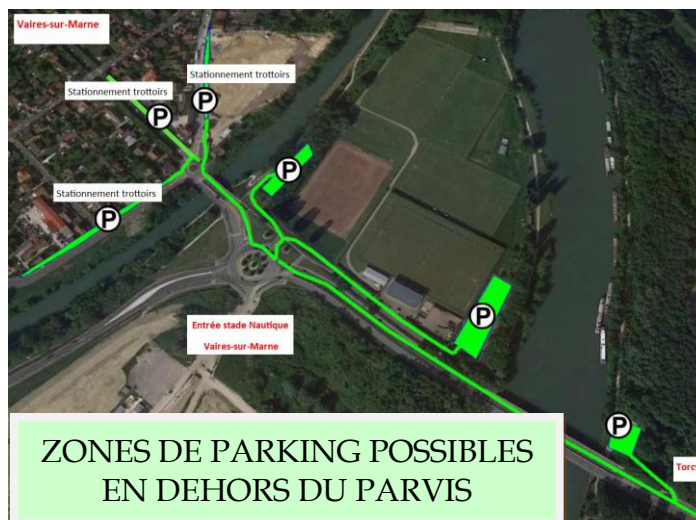 Vaires-sur-Marne
Stationnement trottoirs
P
Stationnement trottoirs
P
P
Stationnement trottoirs
P
P
Entrée stade Nautique
Vaires-sur-Marne
P
ZONES DE PARKING POSSIBLES
EN DEHORS DU PARVIS